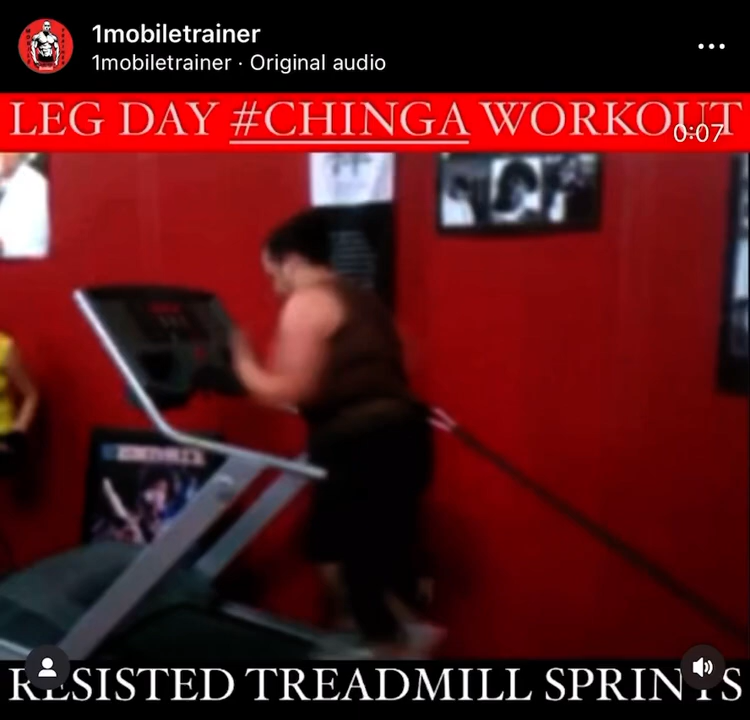 1mobiletrainer
1mobiletrainer · Original audio
LEG DAY #CHINGA WORKOUT
0:07
RESISTED TREADMILL SPRINTS